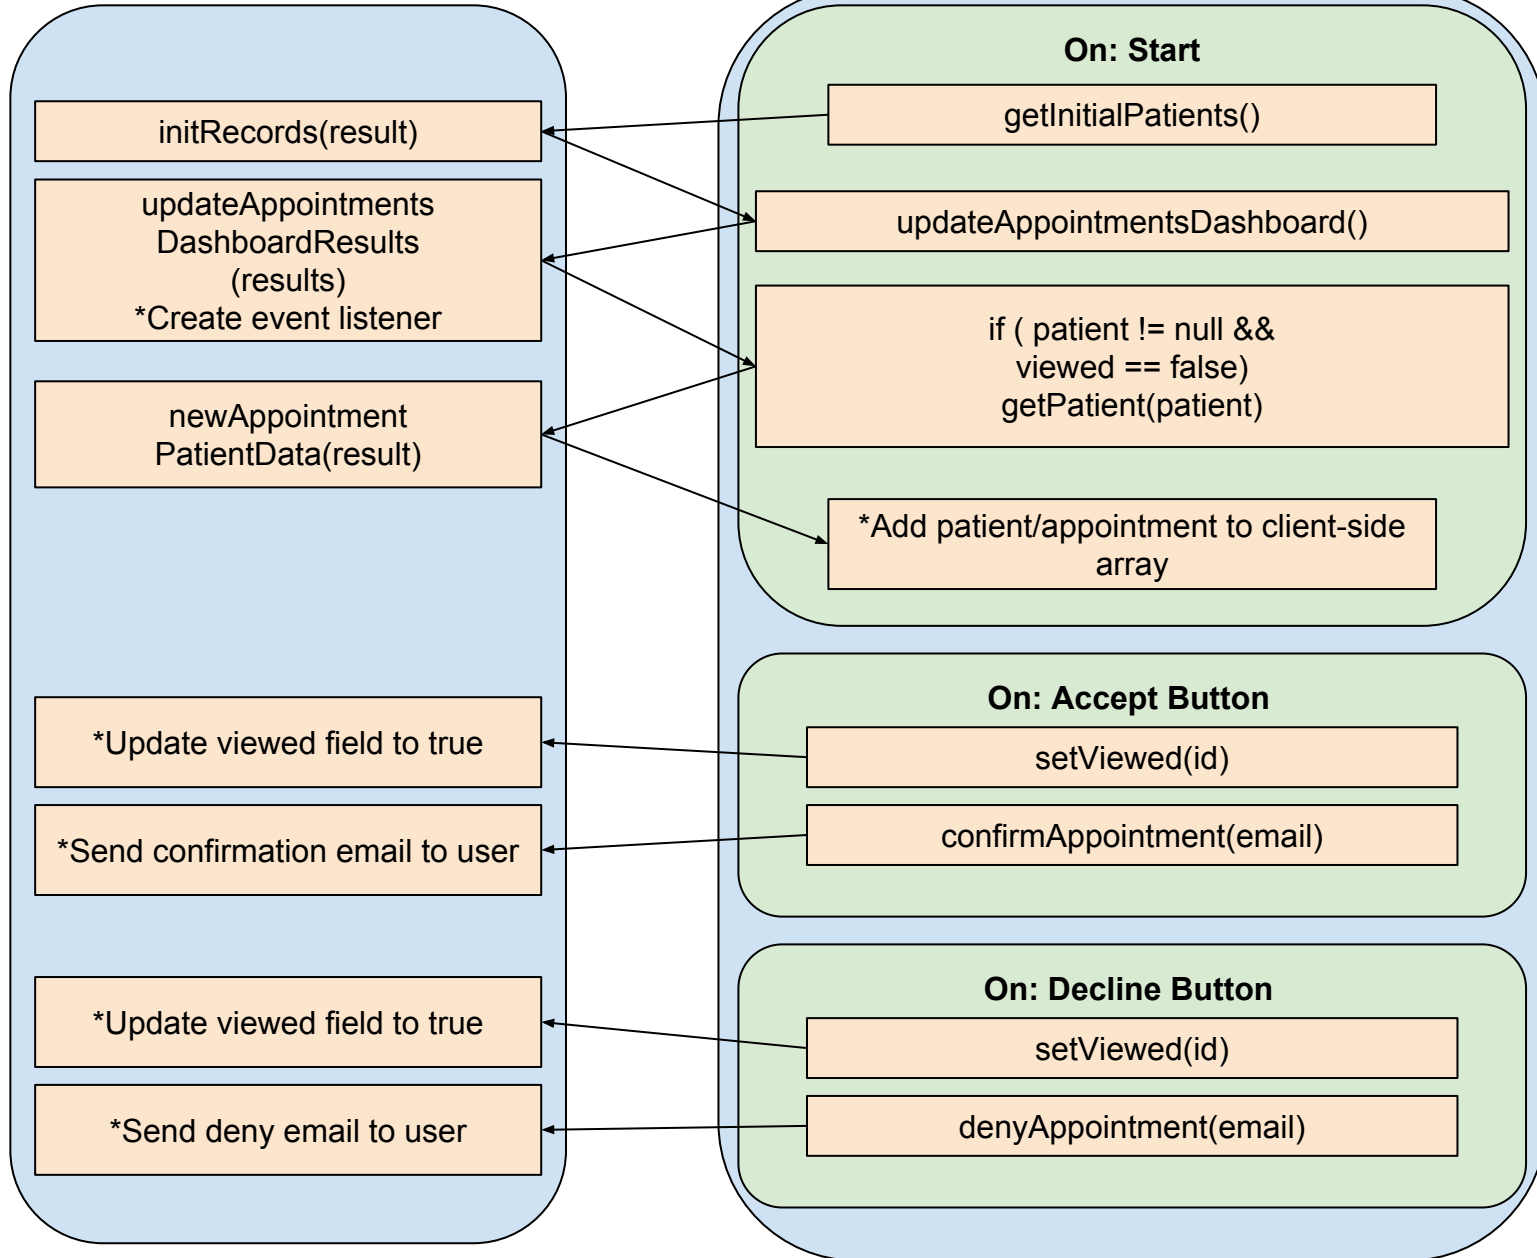 initRecords(result)
updateAppointments
DashboardResults
(results)
*Create event listener
newAppointment
PatientData(result)
*Update viewed field to true
*Send confirmation email to user
*Update viewed field to true
*Send deny email to user
On: Start
getInitialPatients()
updateAppointmentsDashboard()
if ( patient != null &&
viewed == false)
getPatient(patient)
*Add patient/appointment to client-side
array
On: Accept Button
setViewed(id)
confirmAppointment(email)
On: Decline Button
setViewed(id)
denyAppointment(email)